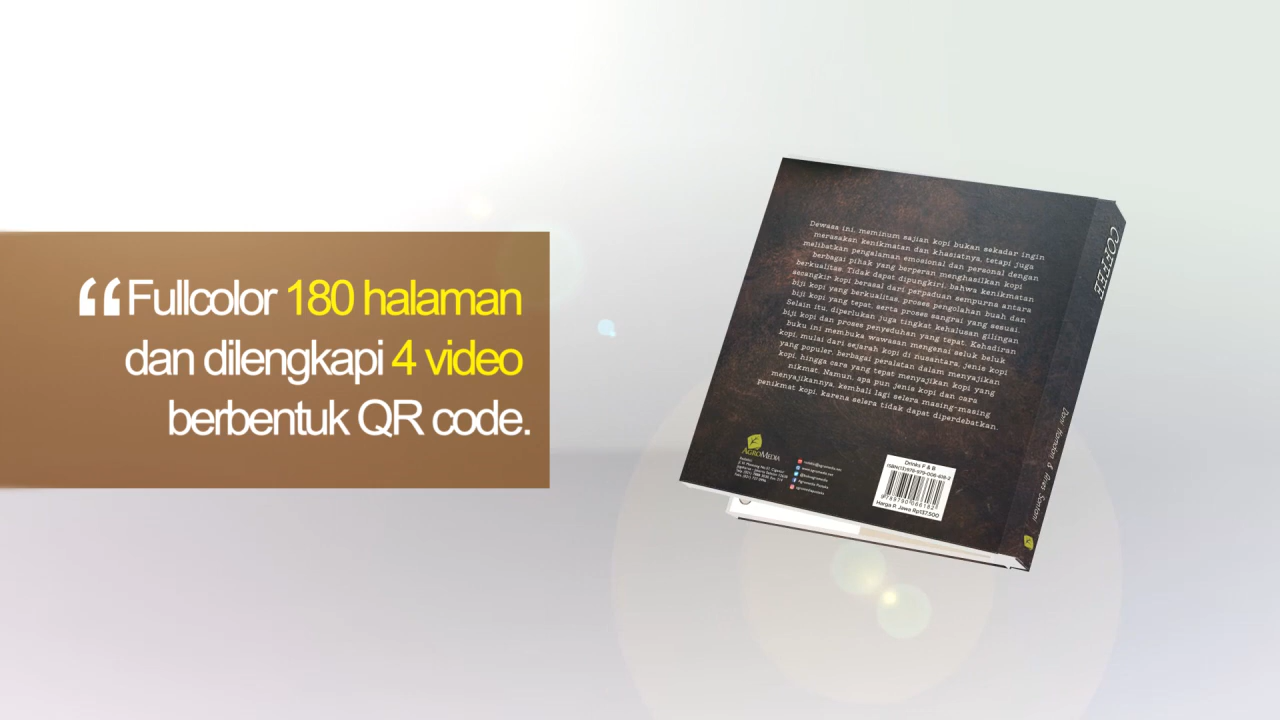 “Fullcolor 180 halaman
dan dilengkapi 4 video
berbentuk QR code.
Dewasa ini, meminum sajian kopi bukan sekadar ingin
merasakan kenikmatan dan khasiatnya, tetapi juga
melibatkan pengalaman emosional dan personal dengan
berbagai pihak yang berperan menghasilkan kopi
berkualitas. Tidak dapat dipungkiri, bahwa kenikmatan
secangkir kopi berasal dari perpaduan sempurna antara
biji kopi yang berkualitas, proses pengolahan buah dan
biji kopi yang tepat, serta proses sangrai yang sesuai.
Selain itu, diperlukan juga tingkat kehalusan gilingan
biji kopi dan proses penyeduhan yang tepat. Kehadiran
buku ini membuka wawasan mengenai seluk beluk
kopi, mulai dari sejarah kopi di nusantara, jenis kopi
yang populer, berbagai peralatan dalam menyajikan
kopi, hingga cara yang tepat menyajikan kopi yang
nikmat. Namun, apa pun jenis kopi dan cara
menyajikannya, kembali lagi selera masing-masing
penikmat kopi, karena selera tidak dapat diperdebatkan.
AGROMEDIA
Drinks F & B
9789790066182
Harga P. Jawa Rp137.500
COFFEE